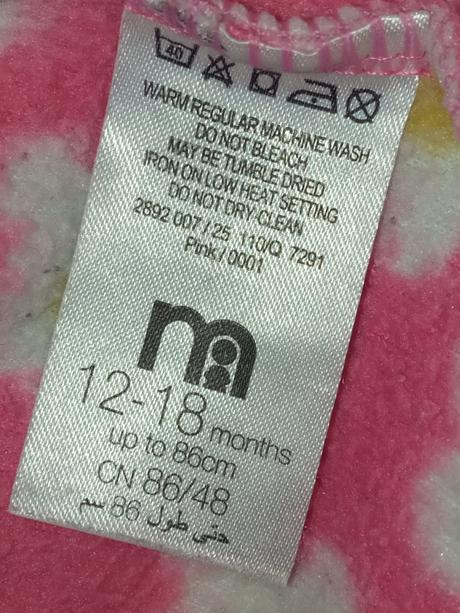 40
WARM REGULAR MACHINE WASH
DO NOT BLEACH
MAY BE TUMBLE DRIED
IRON ON LOW HEAT SETTING
DO NOT DRY CLEAN
2892 007 / 25 110/Q 7291
Pink / 0001
m
12-18 months
up to 86cm
CN 86/48
حتى طول 86 سم